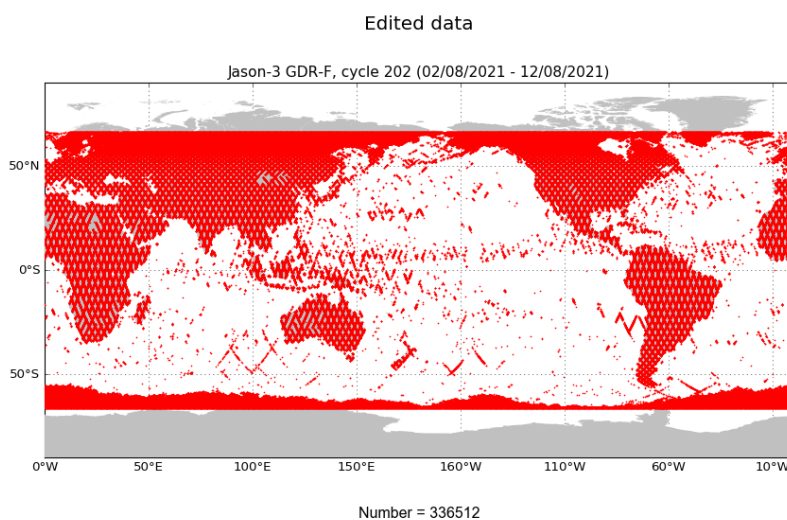 Edited data
Jason-3 GDR-F, cycle 202 (02/08/2021 - 12/08/2021)
50°N
0°S
50°S
0°W 50°E 100°E 150°E 160°W 110°W 60°W 10°W
Number = 336512